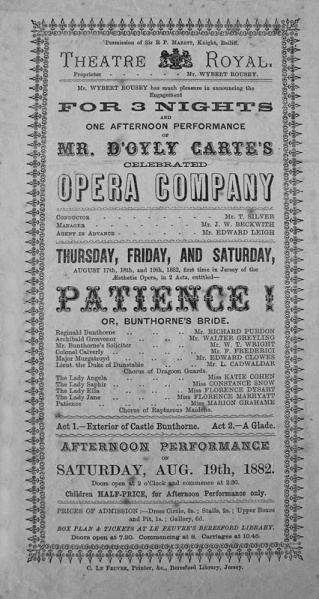 Permission of Sir R P. MARETT, Knight, Bailiff.
THEATRE ROYAL.
Proprietor .. .. .. Mr. WYBERT ROUSBY.
Mr. WYBERT ROUSBY has much pleasure in announcing the
Engagement
FOR 3 NIGHTS
AND
ONE AFTERNOON PERFORMANCE
OF
MR. D'OYLY CARTE'S
CELEBRATED
OPERA COMPANY
CONDUCTOR .. .. .. Mr. T. SILVER
MANAGER .. .. .. Mr. J. W. BECKWITH
AGENT IN ADVANCE .. .. .. Mr. EDWARD LEIGH
THURSDAY, FRIDAY, AND SATURDAY,
AUGUST 17th, 18th, and 19th, 1882, first time in Jersey of the
Æsthetic Opera, in 2 Acts, entitled—
PATIENCE!
OR, BUNTHORNE'S BRIDE.
Reginald Bunthorne .. .. .. Mr. RICHARD PURDON
Archibald Grosvenor .. .. .. Mr. WALTER GREYLING
Mr. Bunthorne's Solicitor .. .. Mr. W. T. WRIGHT
Colonel Calverly .. .. .. Mr. F. FREDERICI
Major Murgatroyd .. .. .. Mr. EDWARD CLOWES
Lieut. the Duke of Dunstable .. .. Mr. L. CADWALADR
Chorus of Dragoon Guards.
The Lady Angela .. .. .. Miss KATIE COHEN
The Lady Saphir .. .. .. Miss CONSTANCE SNOW
The Lady Ella .. .. .. Miss FLORENCE DYSART
The Lady Jane .. .. .. Miss FLORENCE MARRYATT
Patience .. .. .. Miss MARION GRAHAME
Chorus of Rapturous Maidens.
Act 1.—Exterior of Castle Bunthorne. Act 2.—A Glade.
AFTERNOON PERFORMANCE
ON
SATURDAY, AUG. 19th, 1882.
Doors open at 2 o'clock and commence at 2.30.
Children HALF-PRICE, for Afternoon Performance only.
PRICES OF ADMISSION:—Dress Circle, 5s.; Stalls, 3s.; Upper Boxes
and Pit, 1s.; Gallery, 6d.
BOX PLAN & TICKETS AT LE FEUVRE'S BERESFORD LIBRARY.
Doors open at 7.30. Commencing at 8. Carriages at 10.45.
C. LE FEUVRE, Printer, &c., Beresford Library, Jersey.